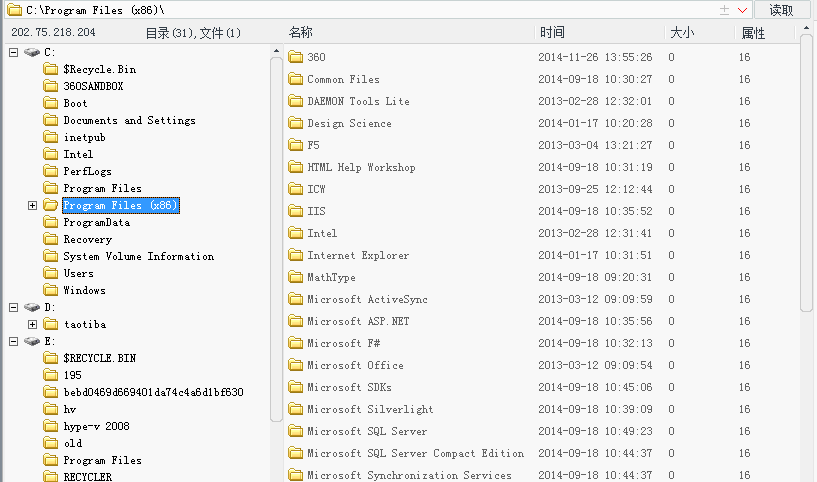 C:\Program Files (x86)\ 读取
202.75.218.204 目录(31),文件(1) 名称 时间 大小 属性
C:
$Recycle.Bin
360SANDBOX
Boot
Documents and Settings
inetpub
Intel
PerfLogs
Program Files
Program Files (x86)
ProgramData
Recovery
System Volume Information
Users
Windows
D:
taotiba
E:
$RECYCLE.BIN
195
bebd0469d669401da74c4a6d1bf630
hv
hype-v 2008
old
Program Files
RECYCLER
360 2014-11-26 13:55:26 0 16
Common Files 2014-09-18 10:30:27 0 16
DAEMON Tools Lite 2013-02-28 12:32:01 0 16
Design Science 2014-01-17 10:20:28 0 16
F5 2013-03-04 13:21:27 0 16
HTML Help Workshop 2014-09-18 10:31:19 0 16
ICW 2013-09-25 12:12:44 0 16
IIS 2014-09-18 10:35:52 0 16
Intel 2013-02-28 12:31:41 0 16
Internet Explorer 2014-01-17 10:31:51 0 16
MathType 2014-09-18 09:20:31 0 16
Microsoft ActiveSync 2013-03-12 09:09:59 0 16
Microsoft ASP.NET 2014-09-18 10:35:56 0 16
Microsoft F# 2014-09-18 10:32:13 0 16
Microsoft Office 2013-03-12 09:09:54 0 16
Microsoft SDKs 2014-09-18 10:45:06 0 16
Microsoft Silverlight 2014-09-18 10:39:09 0 16
Microsoft SQL Server 2014-09-18 10:49:23 0 16
Microsoft SQL Server Compact Edition 2014-09-18 10:44:37 0 16
Microsoft Synchronization Services 2014-09-18 10:44:37 0 16